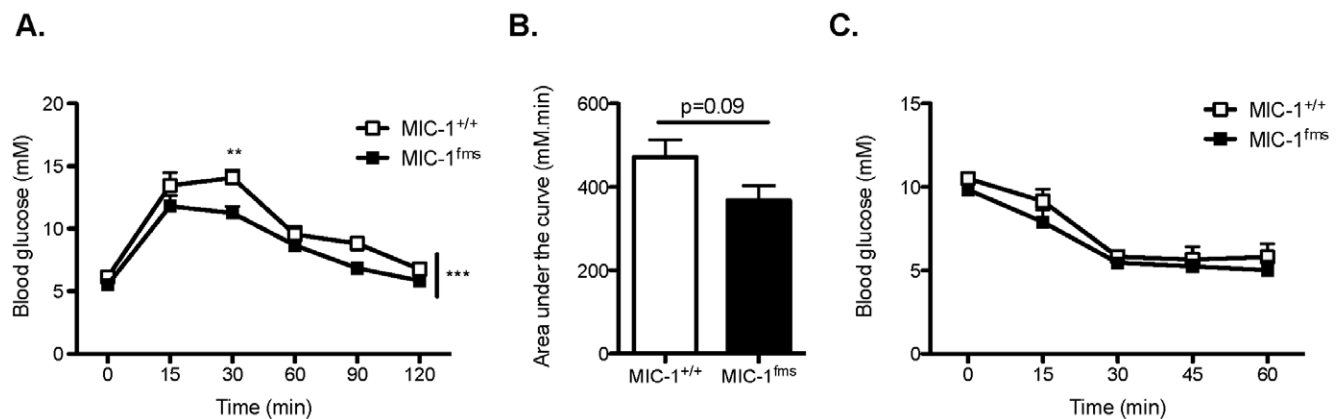 A.
Blood glucose (mM)
20
15
10
5
0
**
MIC-1+/+
MIC-1fms
***
0 15 30 60 90 120
Time (min)
B.
Area under the curve (mM.min)
600
400
200
0
p=0.09
MIC-1+/+ MIC-1fms
C.
Blood glucose (mM)
15
10
5
0
MIC-1+/+
MIC-1fms
0 15 30 45 60
Time (min)